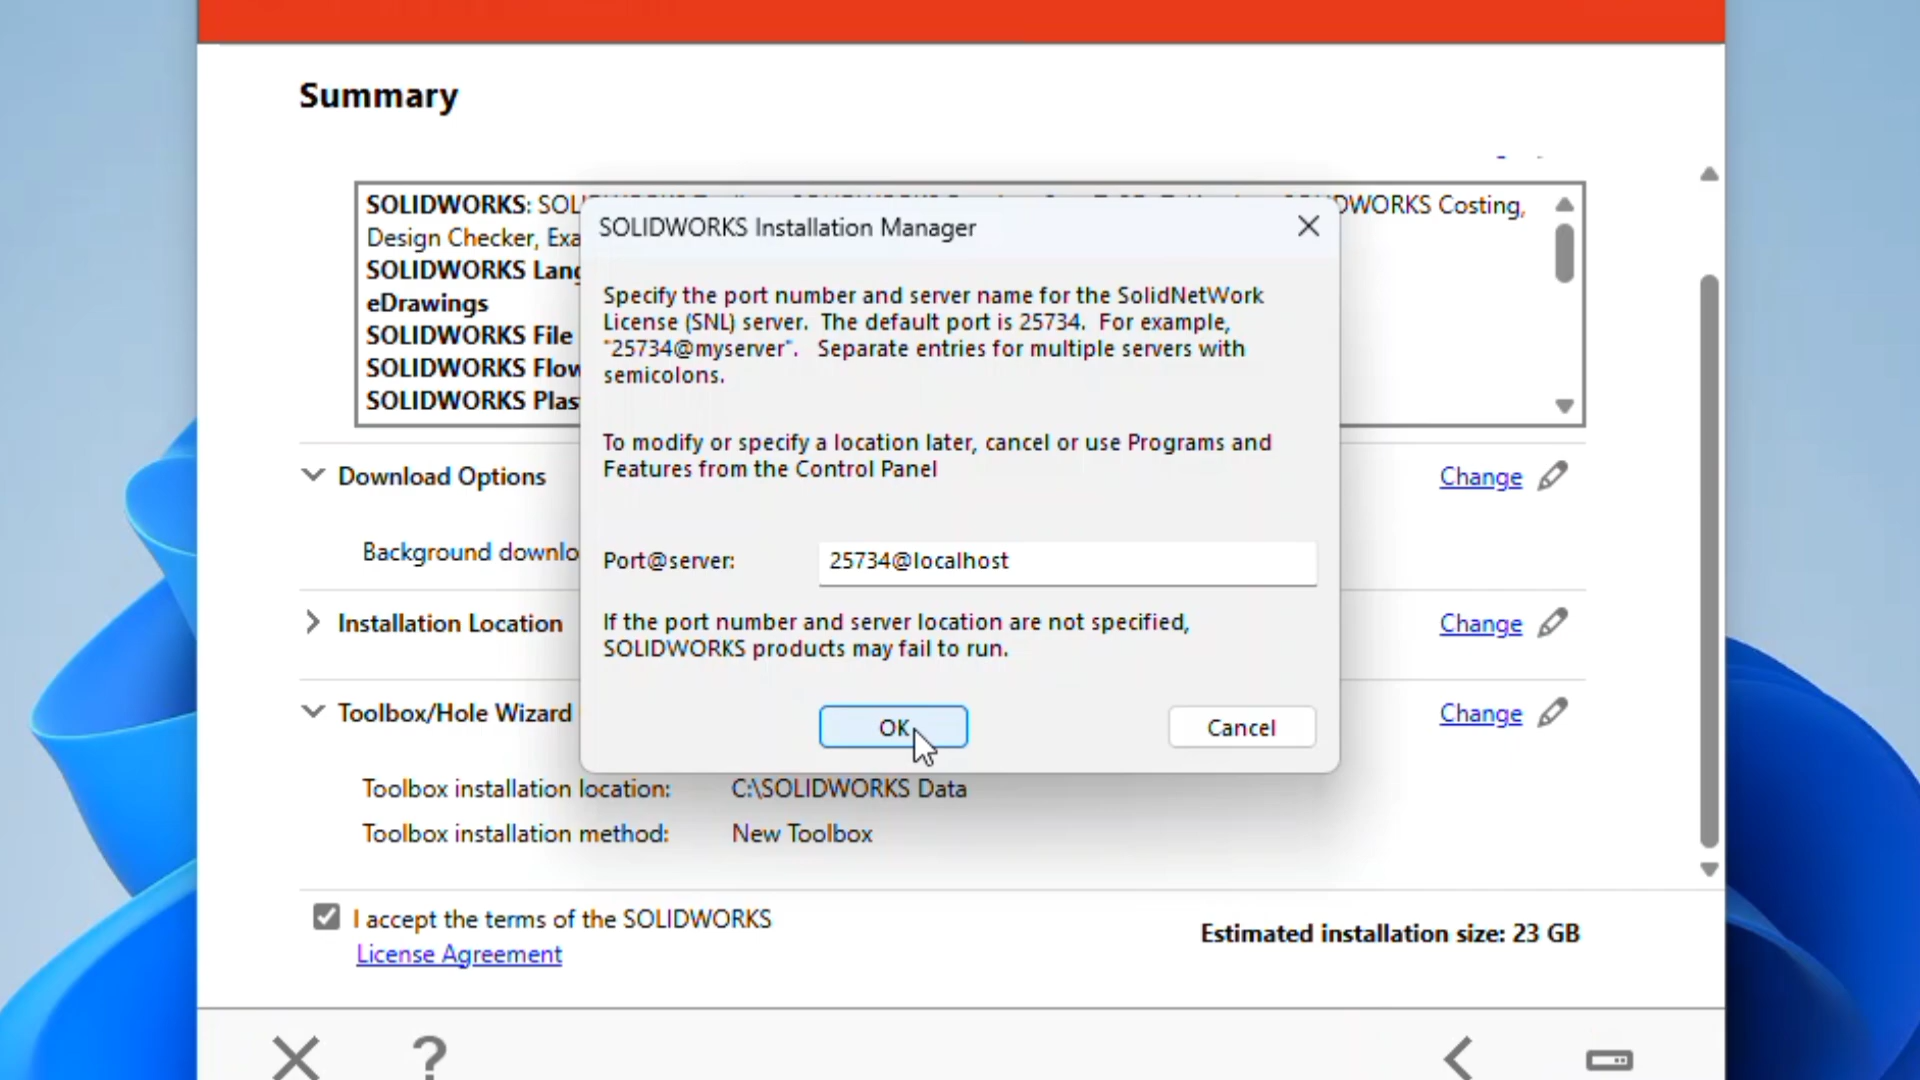 Summary
SOLIDWORKS: SOL
DWORKS Costing,
Design Checker, Exa
SOLIDWORKS Lang
eDrawings
SOLIDWORKS File
SOLIDWORKS Flow
SOLIDWORKS Plas
SOLIDWORKS Installation Manager
Specify the port number and server name for the SolidNetWork
License (SNL) server. The default port is 25734. For example,
"25734@myserver". Separate entries for multiple servers with
semicolons.
To modify or specify a location later, cancel or use Programs and
Features from the Control Panel
Port@server: 25734@localhost
If the port number and server location are not specified,
SOLIDWORKS products may fail to run.
OK Cancel
Download Options Change
Background downlo
Installation Location Change
Toolbox/Hole Wizard Change
Toolbox installation location: C:\SOLIDWORKS Data
Toolbox installation method: New Toolbox
I accept the terms of the SOLIDWORKS
License Agreement
Estimated installation size: 23 GB